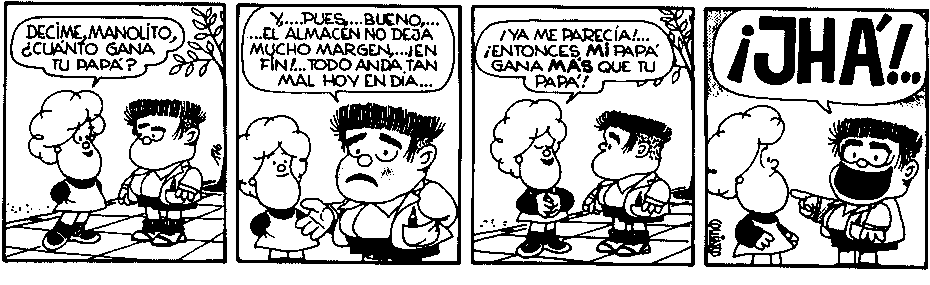 DECIME, MANOLITO,
¿CUÁNTO GANA
TU PAPÁ?
Y....PUES,...BUENO,...
...EL ALMACÉN NO DEJA
MUCHO MARGEN,...¡EN
FIN!...TODO ANDA TAN
MAL HOY EN DÍA...
¡YA ME PARECÍA!...
¡ENTONCES MI PAPÁ
GANA MÁS QUE TU
PAPÁ!
¡JHÁ!...
QUINO